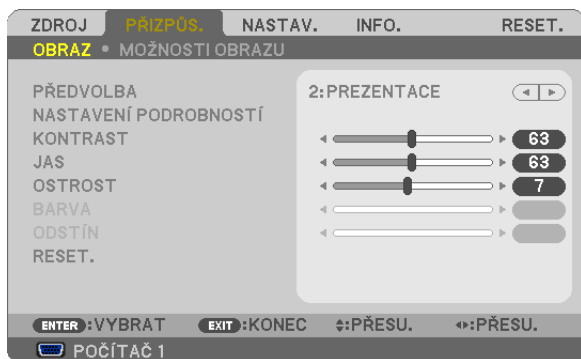 ZDROJ PŘIZPŮS. NASTAV. INFO. RESET.
OBRAZ • MOŽNOSTI OBRAZU
PŘEDVOLBA 2:PREZENTACE
NASTAVENÍ PODROBNOSTÍ
KONTRAST 63
JAS 63
OSTROST 7
BARVA
ODSTÍN
RESET.
ENTER:VYBRAT EXIT:KONEC ♦:PŘESU. ◂▸:PŘESU.
POČÍTAČ 1